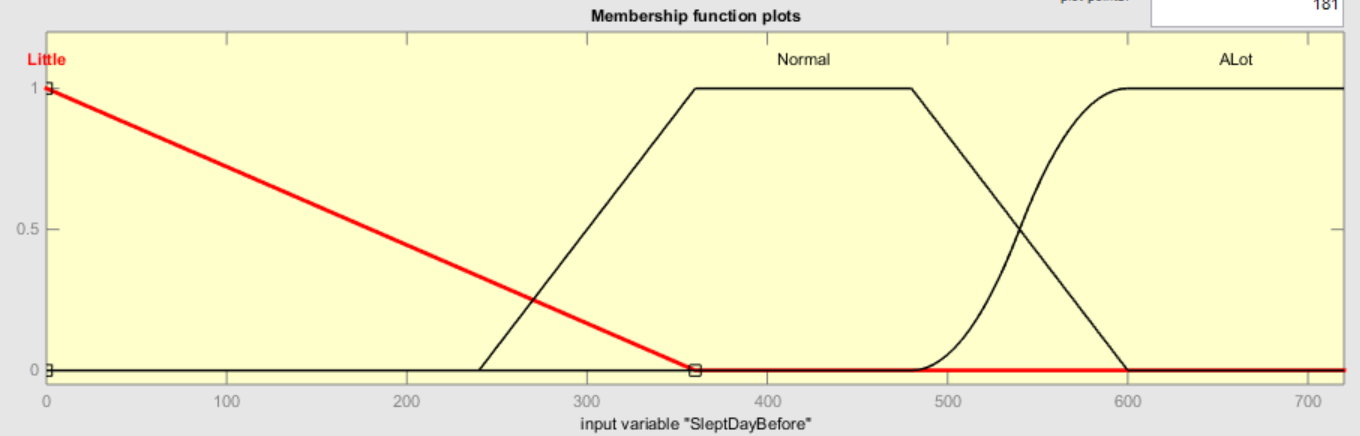 181
Membership function plots
Little Normal ALot
1
0.5
0
0 100 200 300 400 500 600 700
input variable "SleptDayBefore"